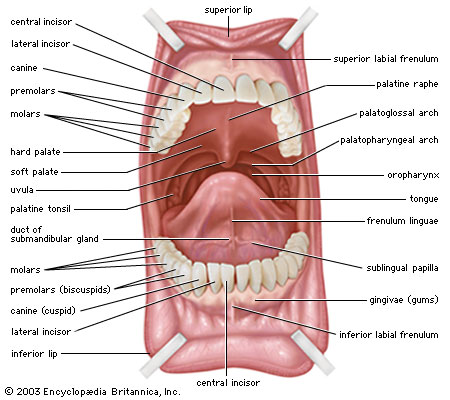 superior lip
central incisor
lateral incisor
canine
premolars
molars
hard palate
soft palate
uvula
palatine tonsil
duct of
submandibular gland
molars
premolars (biscuspids)
canine (cuspid)
lateral incisor
inferior lip
superior labial frenulum
palatine raphe
palatoglossal arch
palatopharyngeal arch
oropharynx
tongue
frenulum linguae
sublingual papilla
gingivae (gums)
inferior labial frenulum
central incisor
© 2003 Encyclopædia Britannica, Inc.